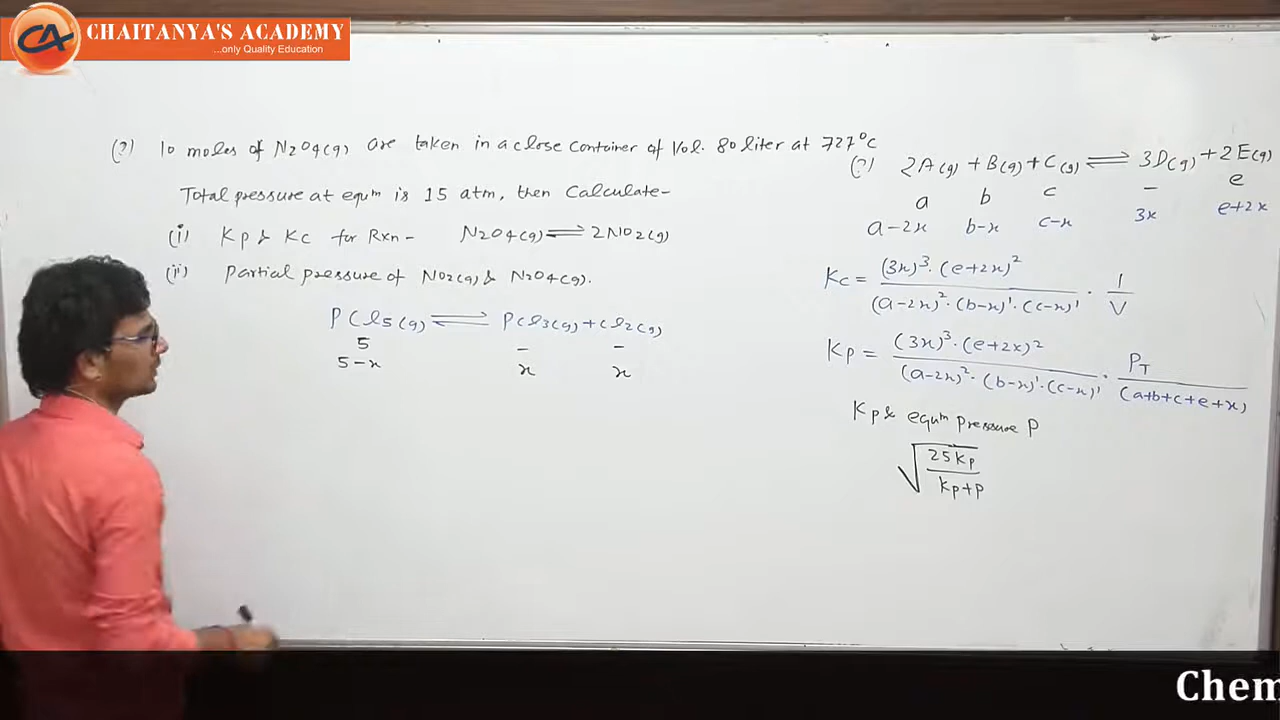 CHAITANYA'S ACADEMY
...only Quality Education
CA
(?) 10 moles of N2O4(g) are taken in a close container of Vol. 80 liter at 727°C
Total pressure at equm is 15 atm, then Calculate-
(i) Kp & Kc for Rxn- N2O4(g) ⇌ 2NO2(g)
(ii) Partial pressure of NO2(g) & N2O4(g).
PCl5(g) ⇌ PCl3(g) + Cl2(g)
5 - -
5-x x x
(?) 2A(g) + B(g) + C(g) ⇌ 3D(g) + 2E(g)
a b c - e
a-2x b-x c-x 3x e+2x
Kc = (3x)³·(e+2x)² / (a-2x)²·(b-x)¹·(c-x)¹ · 1/V
Kp = (3x)³·(e+2x)² / (a-2x)²·(b-x)¹·(c-x)¹ · PT / (a+b+c+e+x)
Kp & equm pressure P
√(25Kp / Kp+P)
Chem